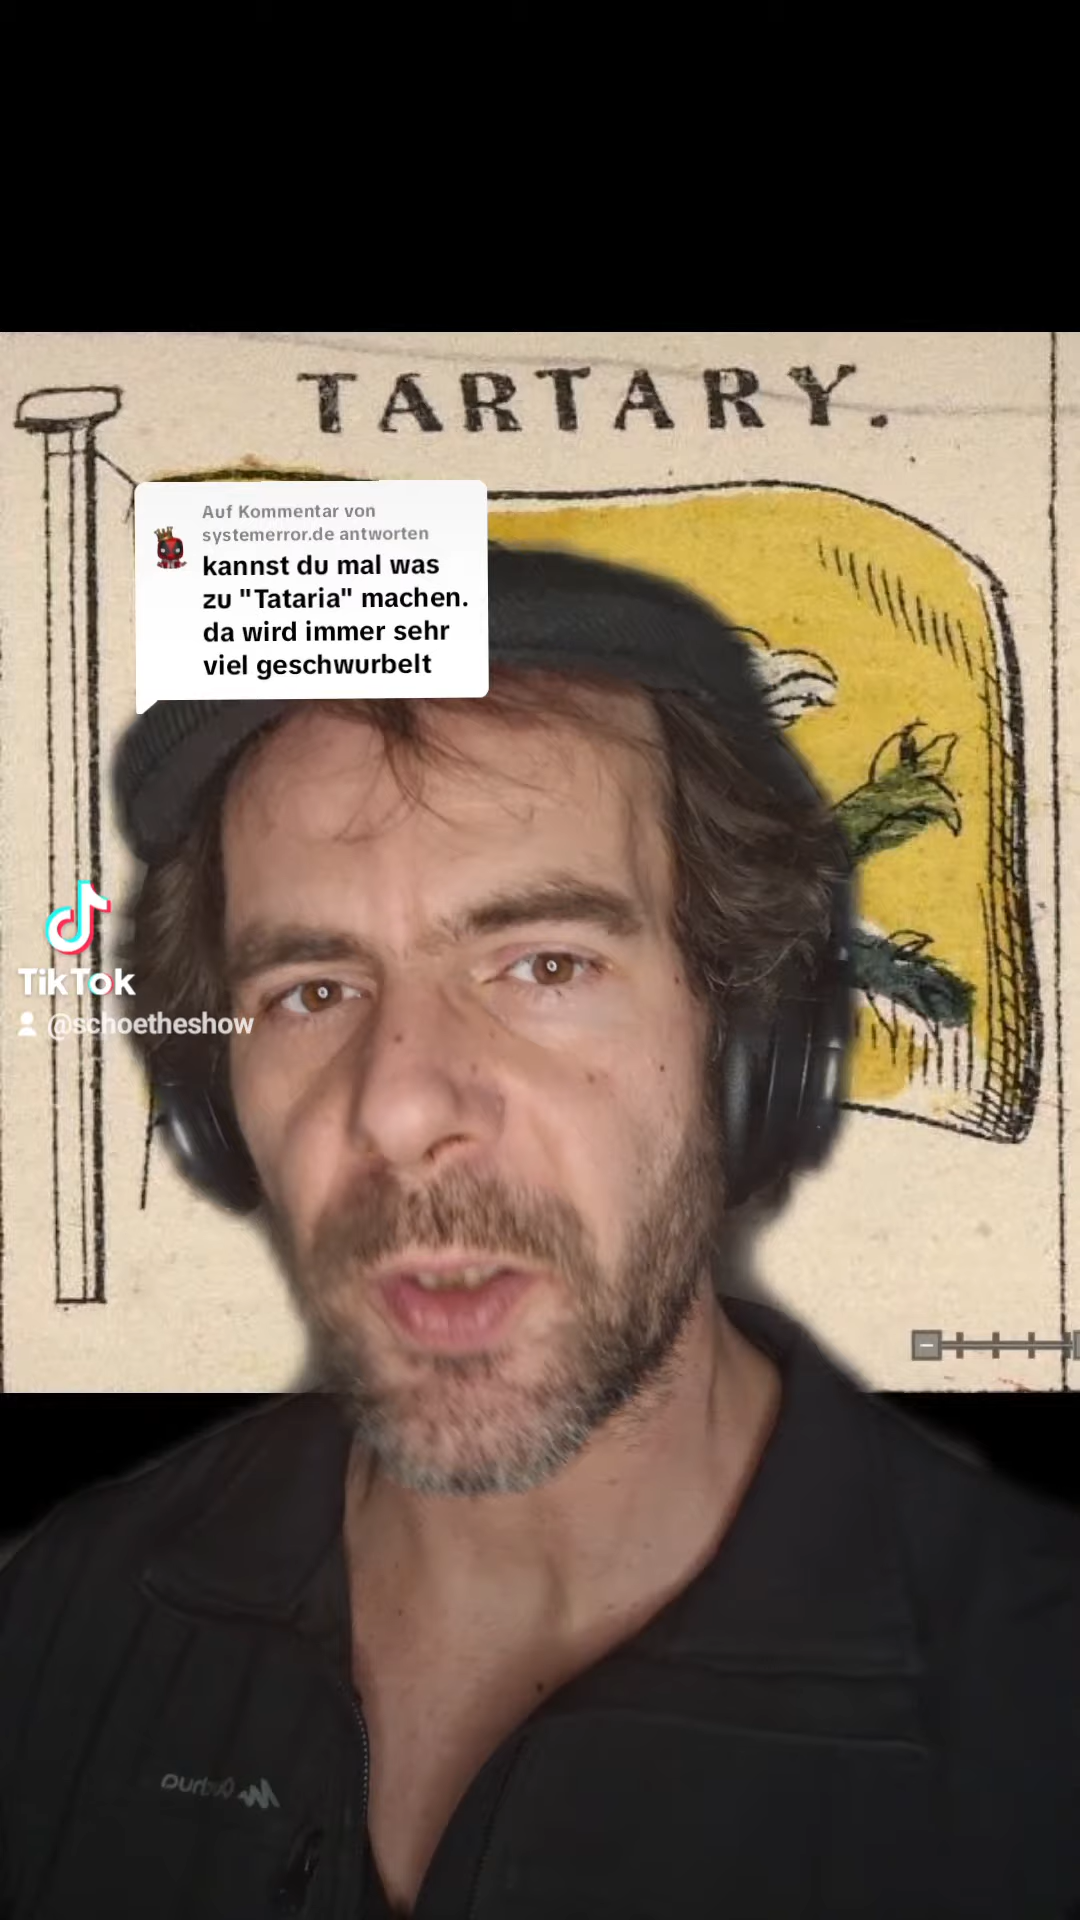 TARTARY.
Auf Kommentar von
systemerror.de antworten
kannst du mal was
zu "Tataria" machen.
da wird immer sehr
viel geschwurbelt
TikTok
@schoetheshow